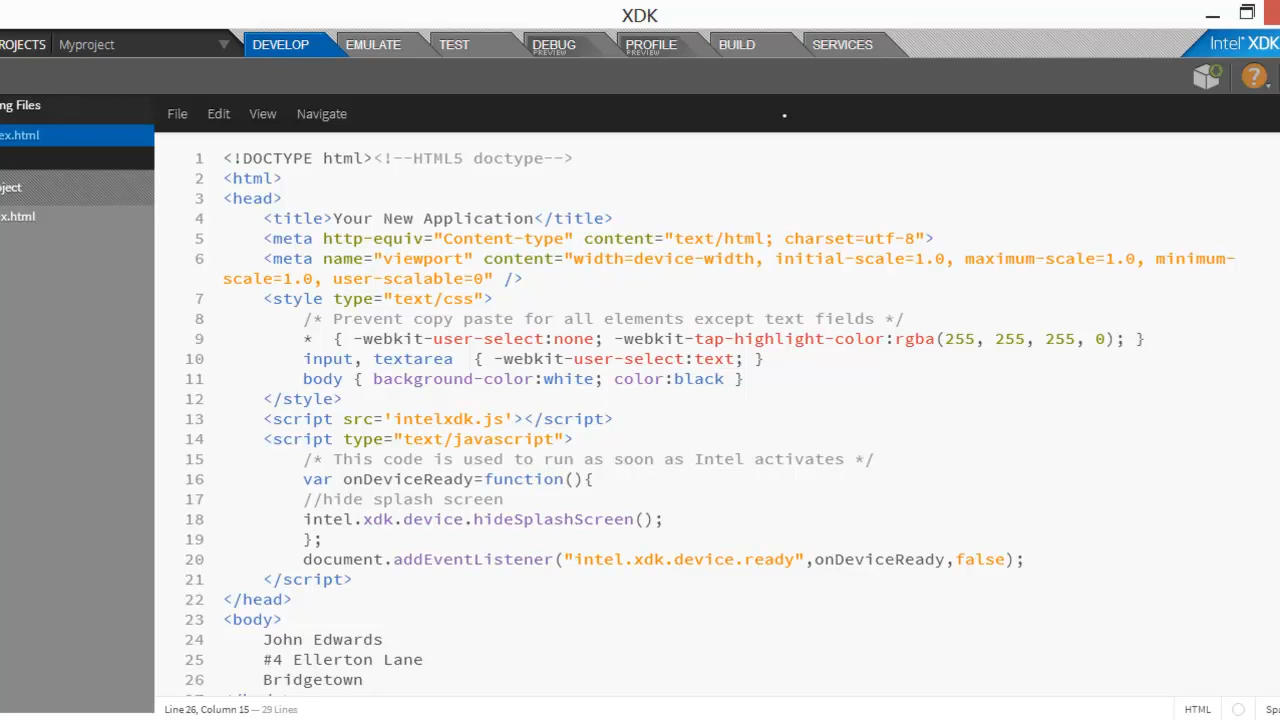 XDK
ROJECTS Myproject DEVELOP EMULATE TEST DEBUG PREVIEW PROFILE PREVIEW BUILD SERVICES Intel® XDK
ng Files
File Edit View Navigate
ex.html
oject
x.html
1 <!DOCTYPE html><!--HTML5 doctype-->
2 <html>
3 <head>
4 <title>Your New Application</title>
5 <meta http-equiv="Content-type" content="text/html; charset=utf-8">
6 <meta name="viewport" content="width=device-width, initial-scale=1.0, maximum-scale=1.0, minimum-
scale=1.0, user-scalable=0" />
7 <style type="text/css">
8 /* Prevent copy paste for all elements except text fields */
9 * { -webkit-user-select:none; -webkit-tap-highlight-color:rgba(255, 255, 255, 0); }
10 input, textarea { -webkit-user-select:text; }
11 body { background-color:white; color:black }
12 </style>
13 <script src='intelxdk.js'></script>
14 <script type="text/javascript">
15 /* This code is used to run as soon as Intel activates */
16 var onDeviceReady=function(){
17 //hide splash screen
18 intel.xdk.device.hideSplashScreen();
19 };
20 document.addEventListener("intel.xdk.device.ready",onDeviceReady,false);
21 </script>
22 </head>
23 <body>
24 John Edwards
25 #4 Ellerton Lane
26 Bridgetown
Line 26, Column 15 — 29 Lines HTML Spa